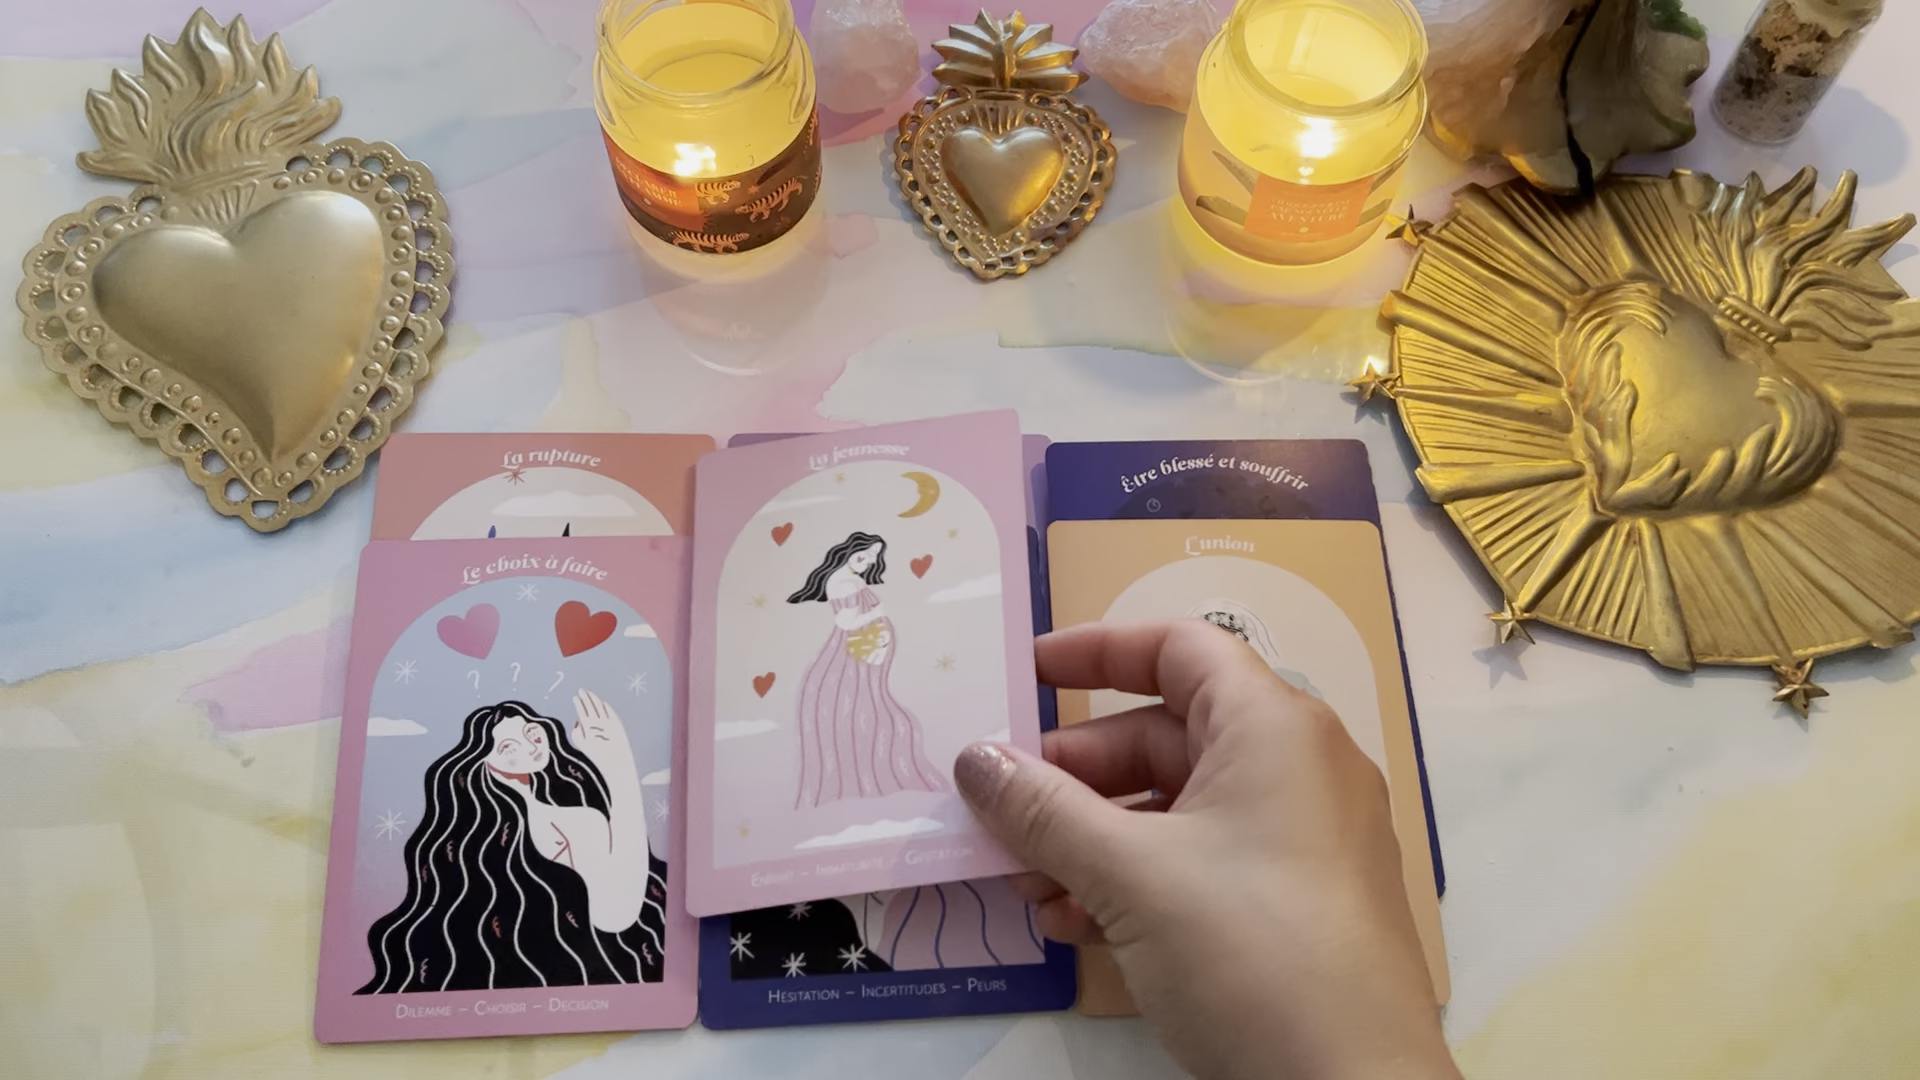 La rupture
La jeunesse
Être blessé et souffrir
L'union
Le choix à faire
Enfant – Immaturité – Gestation
Hésitation – Incertitudes – Peurs
Dilemme – Choisir – Décision